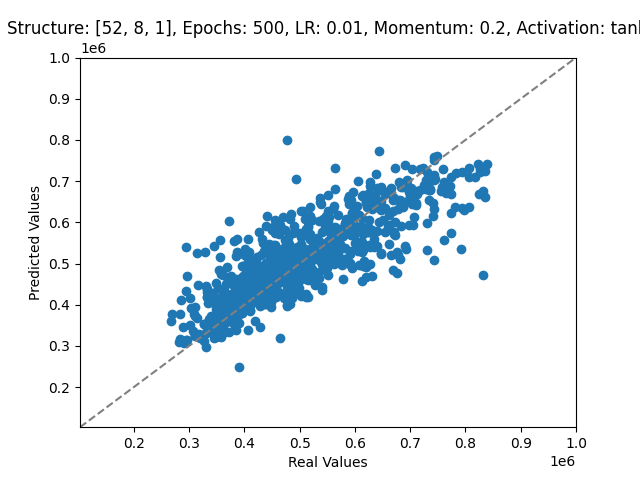 Structure: [52, 8, 1], Epochs: 500, LR: 0.01, Momentum: 0.2, Activation:
1e6
1.0
0.9
0.8
0.7
0.6
0.5
0.4
0.3
0.2
Predicted Values
0.2 0.3 0.4 0.5 0.6 0.7 0.8 0.9 1.0
Real Values
1e6